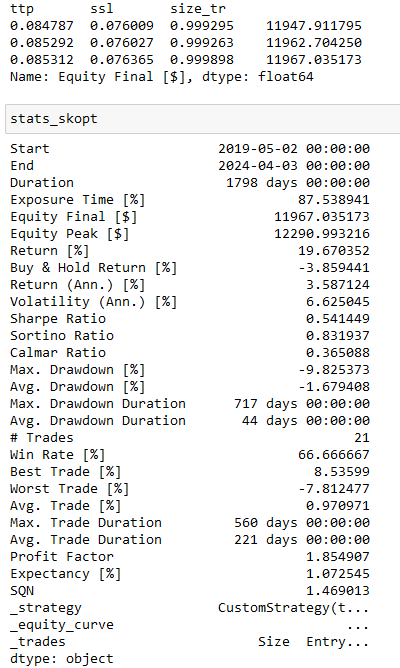 ttp ssl size_tr
0.084787 0.076009 0.999295 11947.911795
0.085292 0.076027 0.999263 11962.704250
0.085312 0.076365 0.999898 11967.035173
Name: Equity Final [$], dtype: float64
stats_skopt
Start 2019-05-02 00:00:00
End 2024-04-03 00:00:00
Duration 1798 days 00:00:00
Exposure Time [%] 87.538941
Equity Final [$] 11967.035173
Equity Peak [$] 12290.993216
Return [%] 19.670352
Buy & Hold Return [%] -3.859441
Return (Ann.) [%] 3.587124
Volatility (Ann.) [%] 6.625045
Sharpe Ratio 0.541449
Sortino Ratio 0.831937
Calmar Ratio 0.365088
Max. Drawdown [%] -9.825373
Avg. Drawdown [%] -1.679408
Max. Drawdown Duration 717 days 00:00:00
Avg. Drawdown Duration 44 days 00:00:00
# Trades 21
Win Rate [%] 66.666667
Best Trade [%] 8.53599
Worst Trade [%] -7.812477
Avg. Trade [%] 0.970971
Max. Trade Duration 560 days 00:00:00
Avg. Trade Duration 221 days 00:00:00
Profit Factor 1.854907
Expectancy [%] 1.072545
SQN 1.469013
_strategy CustomStrategy(t...
_equity_curve ...
_trades Size Entry...
dtype: object